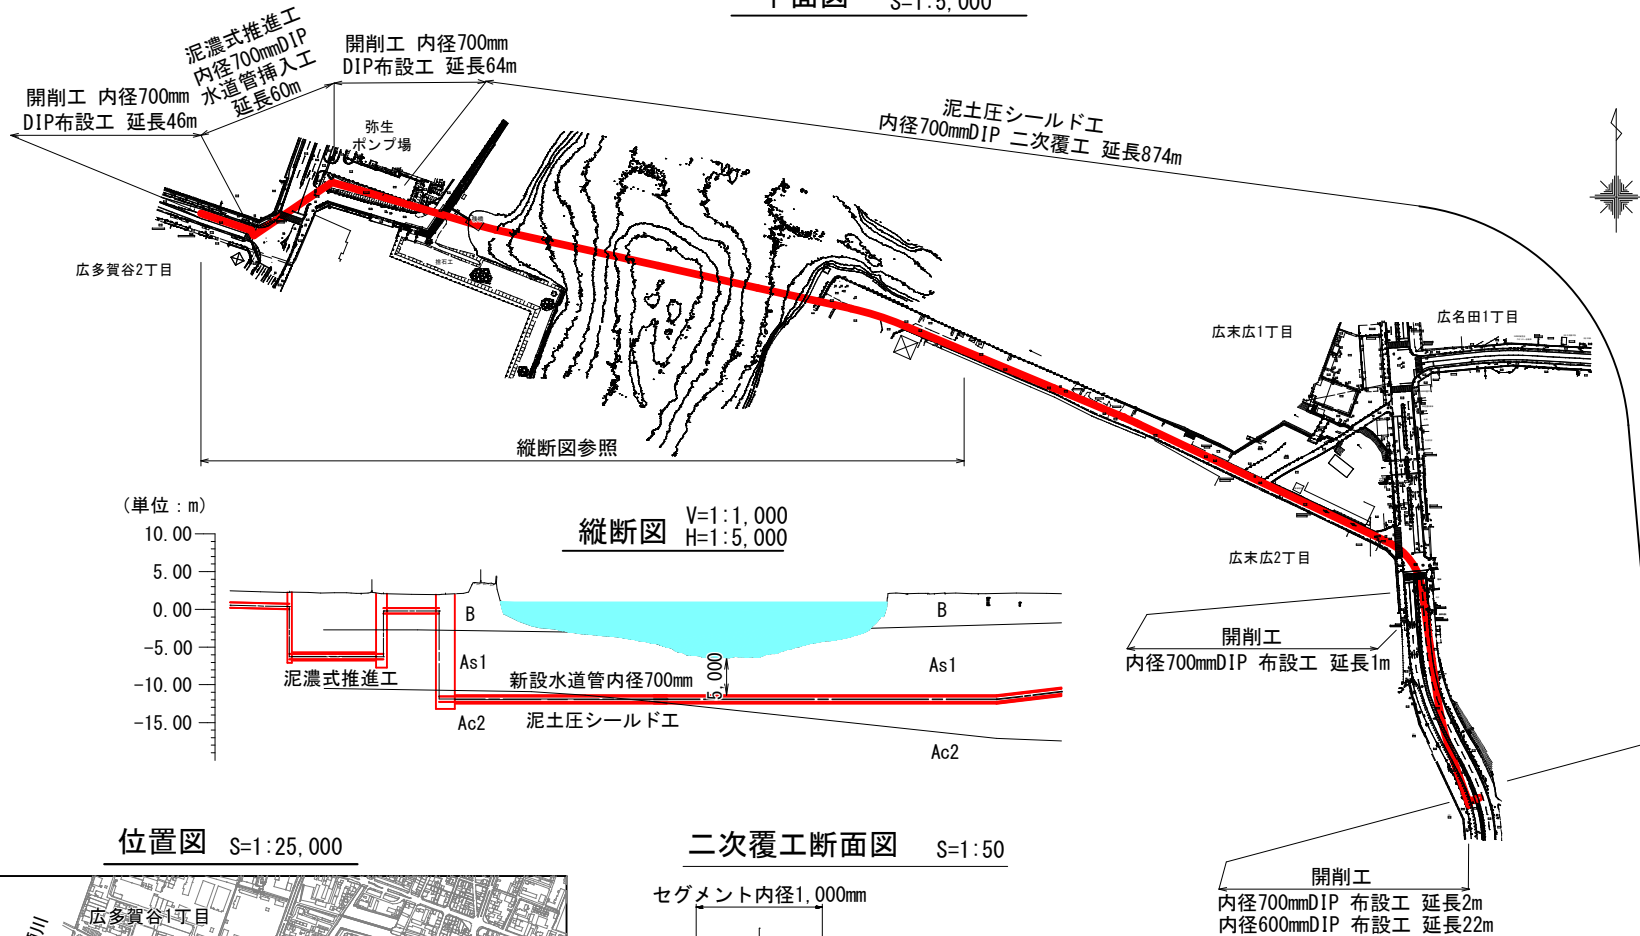 平面図 S=1:5,000
泥濃式推進工
内径700mmDIP
水道管挿入工
延長60m
開削工 内径700mm
DIP布設工 延長64m
開削工 内径700mm
DIP布設工 延長46m
弥生
ポンプ場
泥土圧シールド工
内径700mmDIP 二次覆工 延長874m
広多賀谷2丁目
捨石工
広末広1丁目
広名田1丁目
縦断図参照
(単位:m)
縦断図 V=1:1,000
H=1:5,000
10.00
5.00
0.00
-5.00
-10.00
-15.00
B
B
As1
As1
泥濃式推進工
新設水道管内径700mm
5,000
泥土圧シールド工
Ac2
Ac2
広末広2丁目
開削工
内径700mmDIP 布設工 延長1m
開削工
内径700mmDIP 布設工 延長2m
内径600mmDIP 布設工 延長22m
位置図 S=1:25,000
広多賀谷1丁目
川
二次覆工断面図 S=1:50
セグメント内径1,000mm